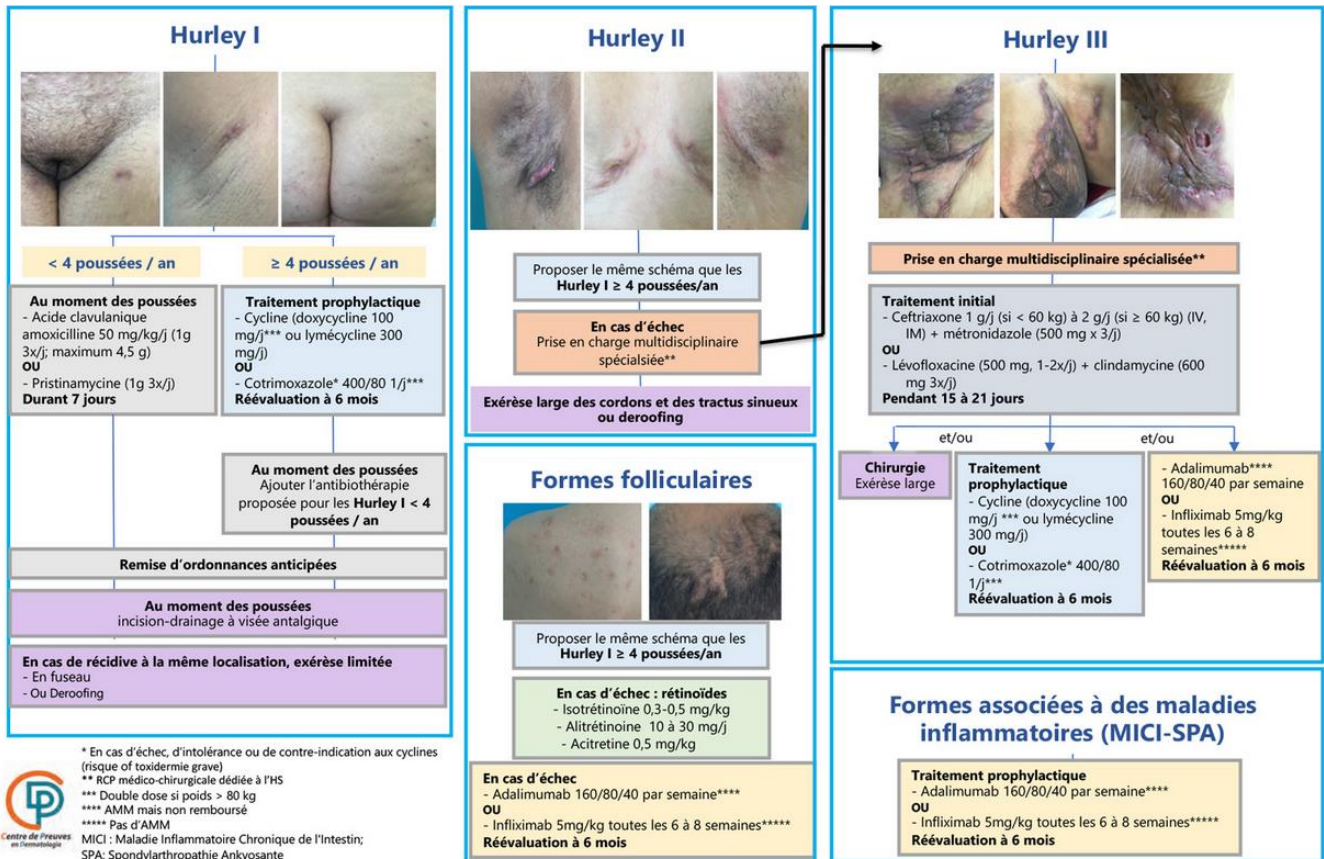 Hurley I
< 4 poussées / an
≥ 4 poussées / an
Au moment des poussées
- Acide clavulanique
amoxicilline 50 mg/kg/j (1g
3x/j; maximum 4,5 g)
OU
- Pristinamycine (1g 3x/j)
Durant 7 jours
Traitement prophylactique
- Cycline (doxycycline 100
mg/j*** ou lymécycline 300
mg/j)
OU
- Cotrimoxazole* 400/80 1/j***
Réévaluation à 6 mois
Au moment des poussées
Ajouter l'antibiothérapie
proposée pour les Hurley I < 4
poussées / an
Remise d'ordonnances anticipées
Au moment des poussées
incision-drainage à visée antalgique
En cas de récidive à la même localisation, exérèse limitée
- En fuseau
- Ou Deroofing
* En cas d'échec, d'intolérance ou de contre-indication aux cyclines
(risque of toxidermie grave)
** RCP médico-chirurgicale dédiée à l'HS
*** Double dose si poids > 80 kg
**** AMM mais non remboursé
***** Pas d'AMM
MICI : Maladie Inflammatoire Chronique de l'Intestin;
SPA: Spondylarthropathie Ankyosante
Centre de Preuves
en Dermatologie
Hurley II
Proposer le même schéma que les
Hurley I ≥ 4 poussées/an
En cas d'échec
Prise en charge multidisciplinaire
spécialsiée**
Exérèse large des cordons et des tractus sinueux
ou deroofing
Formes folliculaires
Proposer le même schéma que les
Hurley I ≥ 4 poussées/an
En cas d'échec : rétinoïdes
- Isotrétinoïne 0,3-0,5 mg/kg
- Alitrétinoine 10 à 30 mg/j
- Acitretine 0,5 mg/kg
En cas d'échec
- Adalimumab 160/80/40 par semaine****
OU
- Infliximab 5mg/kg toutes les 6 à 8 semaines*****
Réévaluation à 6 mois
Hurley III
Prise en charge multidisciplinaire spécialisée**
Traitement initial
- Ceftriaxone 1 g/j (si < 60 kg) à 2 g/j (si ≥ 60 kg) (IV,
IM) + métronidazole (500 mg x 3/j)
OU
- Lévofloxacine (500 mg, 1-2x/j) + clindamycine (600
mg 3x/j)
Pendant 15 à 21 jours
et/ou
et/ou
Chirurgie
Exérèse large
Traitement
prophylactique
- Cycline (doxycycline 100
mg/j *** ou lymécycline
300 mg/j)
OU
- Cotrimoxazole* 400/80
1/j***
Réévaluation à 6 mois
- Adalimumab****
160/80/40 par semaine
OU
- Infliximab 5mg/kg
toutes les 6 à 8
semaines*****
Réévaluation à 6 mois
Formes associées à des maladies
inflammatoires (MICI-SPA)
Traitement prophylactique
- Adalimumab 160/80/40 par semaine****
OU
- Infliximab 5mg/kg toutes les 6 à 8 semaines*****
Réévaluation à 6 mois